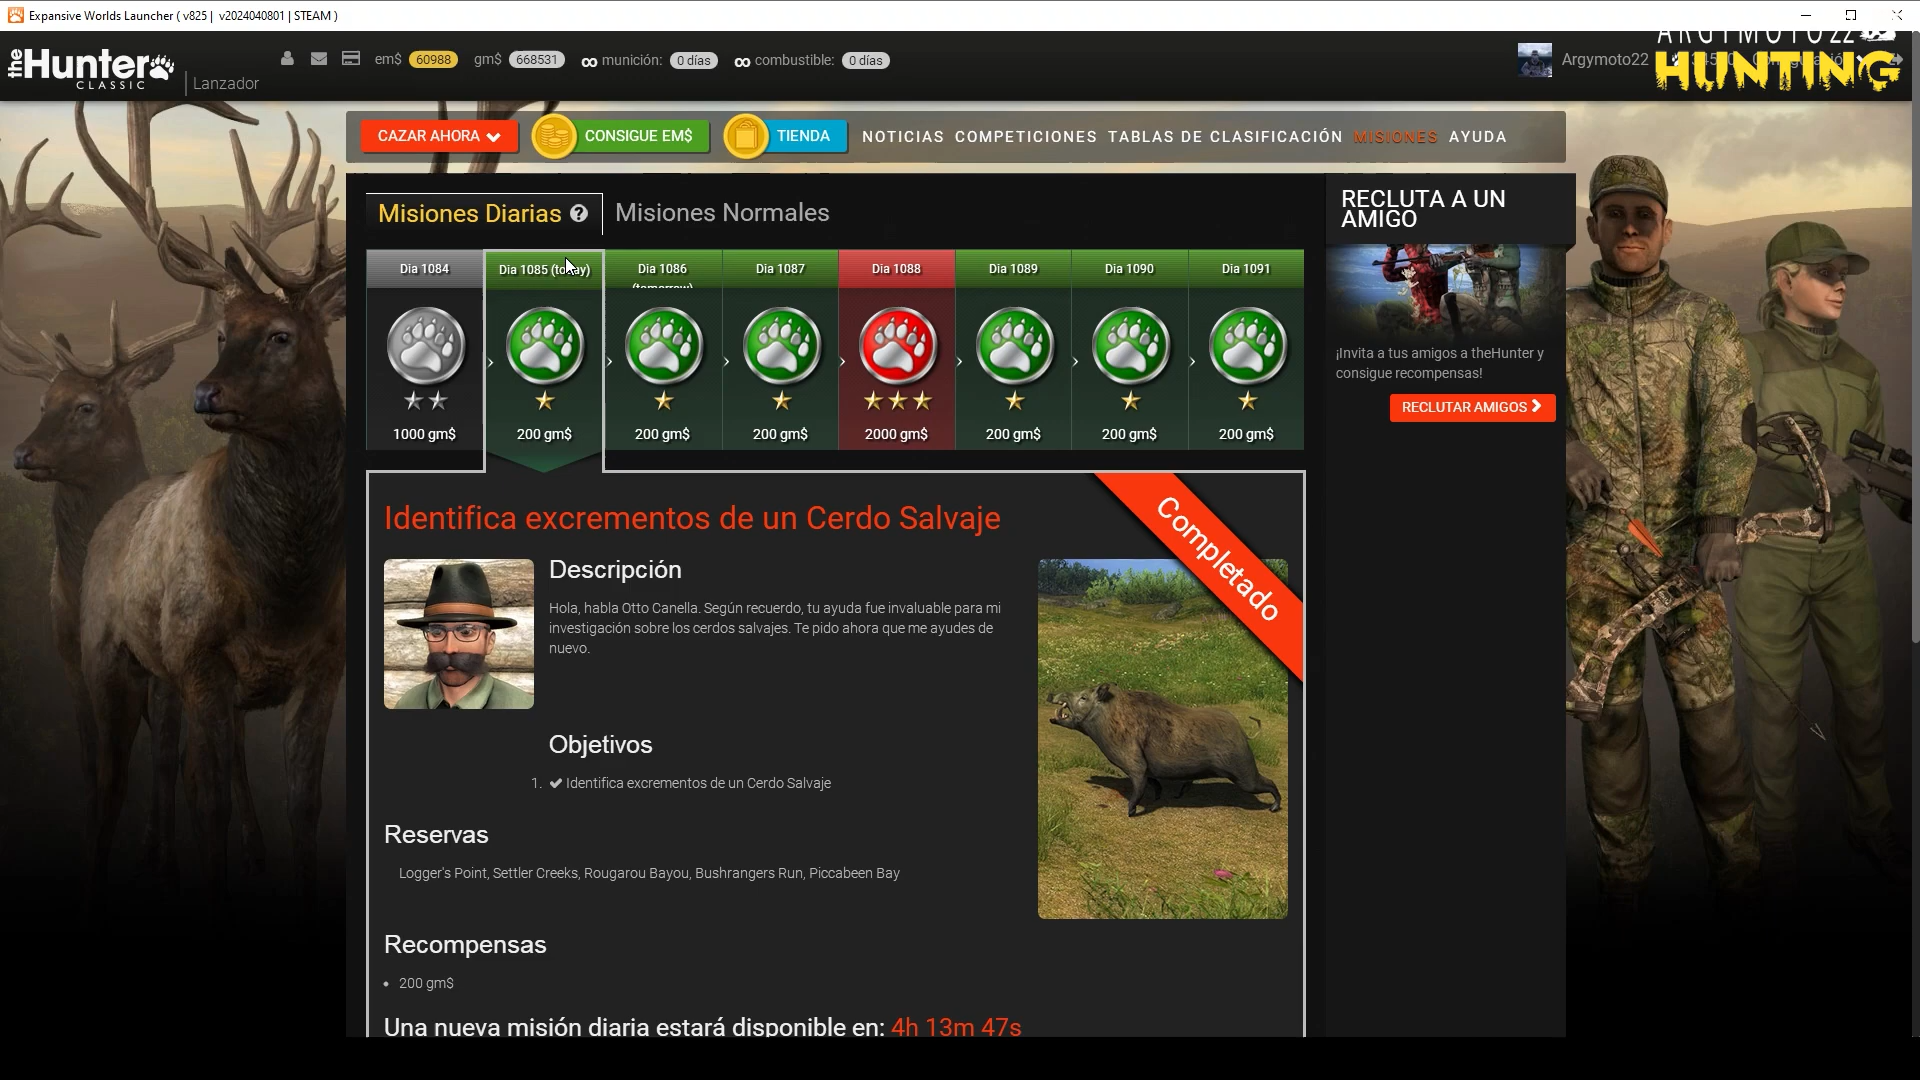 Expansive Worlds Launcher ( v825 | v2024040801 | STEAM )
theHunter CLASSIC
Lanzador
em$ 60988 gm$ 668531 munición: 0 días combustible: 0 días
Argymoto22
ARGYMOTO22
HUNTING
CAZAR AHORA CONSIGUE EM$ TIENDA NOTICIAS COMPETICIONES TABLAS DE CLASIFICACIÓN MISIONES AYUDA
Misiones Diarias ? Misiones Normales
Dia 1084 Dia 1085 (today) Dia 1086 (tomorrow) Dia 1087 Dia 1088 Dia 1089 Dia 1090 Dia 1091
1000 gm$ 200 gm$ 200 gm$ 200 gm$ 2000 gm$ 200 gm$ 200 gm$ 200 gm$
RECLUTA A UN
AMIGO
¡Invita a tus amigos a theHunter y
consigue recompensas!
RECLUTAR AMIGOS
Identifica excrementos de un Cerdo Salvaje
Completado
Descripción
Hola, habla Otto Canella. Según recuerdo, tu ayuda fue invaluable para mi
investigación sobre los cerdos salvajes. Te pido ahora que me ayudes de
nuevo.
Objetivos
1. Identifica excrementos de un Cerdo Salvaje
Reservas
Logger's Point, Settler Creeks, Rougarou Bayou, Bushrangers Run, Piccabeen Bay
Recompensas
• 200 gm$
Una nueva misión diaria estará disponible en: 4h 13m 47s